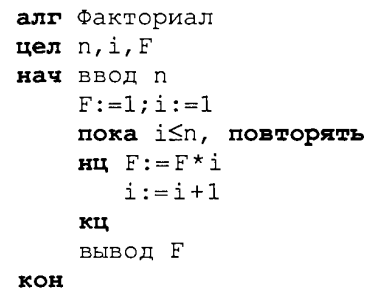 алг Факториал
цел n,i,F
нач ввод n
F:=1;i:=1
пока i≤n, повторять
нц F:=F*i
i:=i+1
кц
вывод F
кон